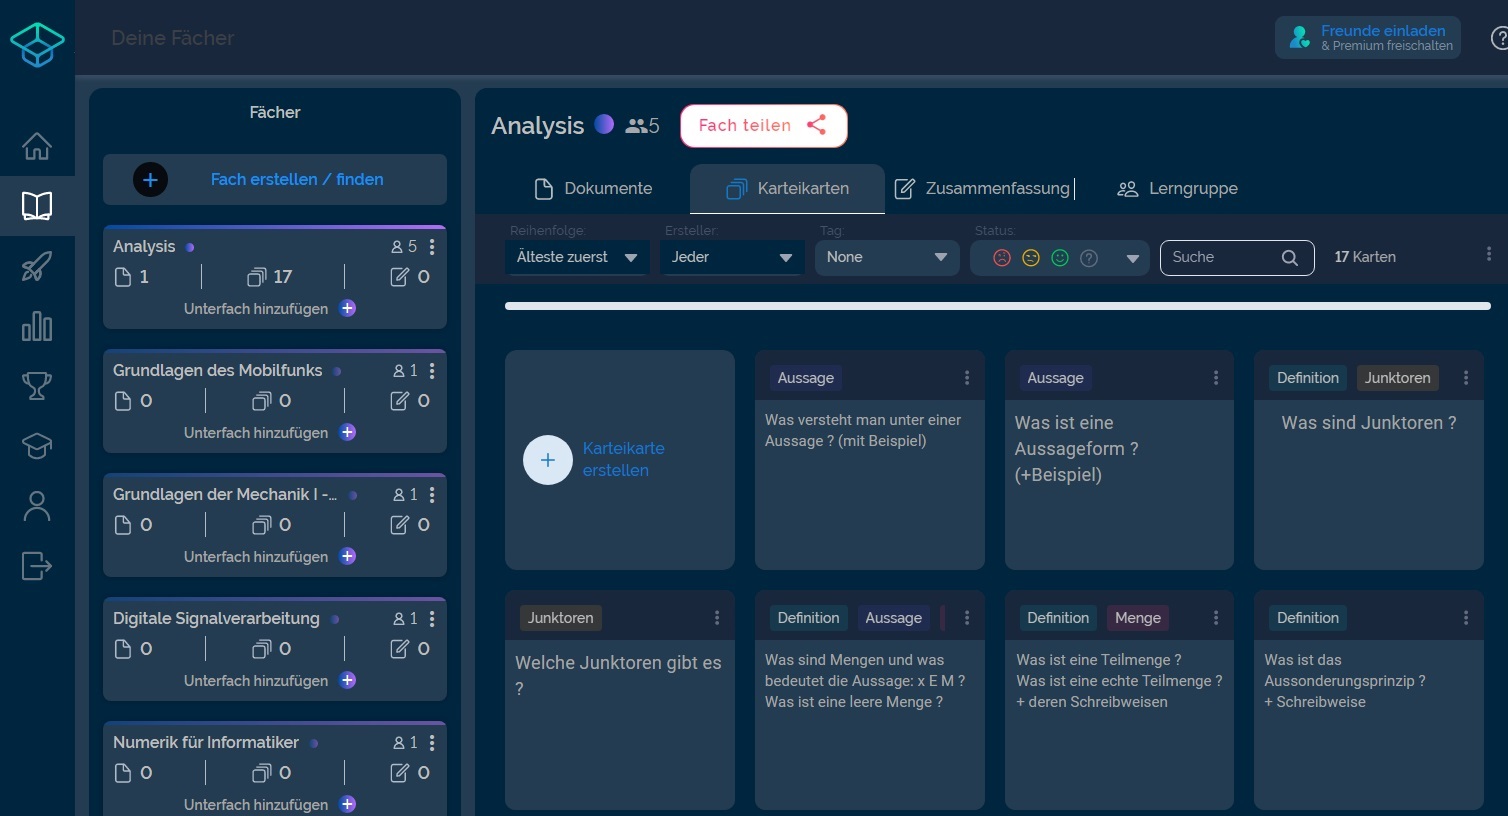 Deine Fächer
Freunde einladen
& Premium freischalten
?
Fächer
Fach erstellen / finden
Analysis
5
1
17
0
Unterfach hinzufügen
Grundlagen des Mobilfunks
1
0
0
0
Unterfach hinzufügen
Grundlagen der Mechanik I -...
1
0
0
0
Unterfach hinzufügen
Digitale Signalverarbeitung
1
0
0
0
Unterfach hinzufügen
Numerik für Informatiker
1
0
0
0
Unterfach hinzufügen
Analysis
5
Fach teilen
Dokumente
Karteikarten
Zusammenfassung
Lerngruppe
Reihenfolge:
Älteste zuerst
Ersteller:
Jeder
Tag:
None
Status:
?
Suche
17 Karten
Karteikarte
erstellen
Aussage
Was versteht man unter einer
Aussage ? (mit Beispiel)
Aussage
Was ist eine
Aussageform ?
(+Beispiel)
Definition
Junktoren
Was sind Junktoren ?
Junktoren
Welche Junktoren gibt es
?
Definition
Aussage
Was sind Mengen und was
bedeutet die Aussage: x E M ?
Was ist eine leere Menge ?
Definition
Menge
Was ist eine Teilmenge ?
Was ist eine echte Teilmenge ?
+ deren Schreibweisen
Definition
Was ist das
Aussonderungsprinzip ?
+ Schreibweise